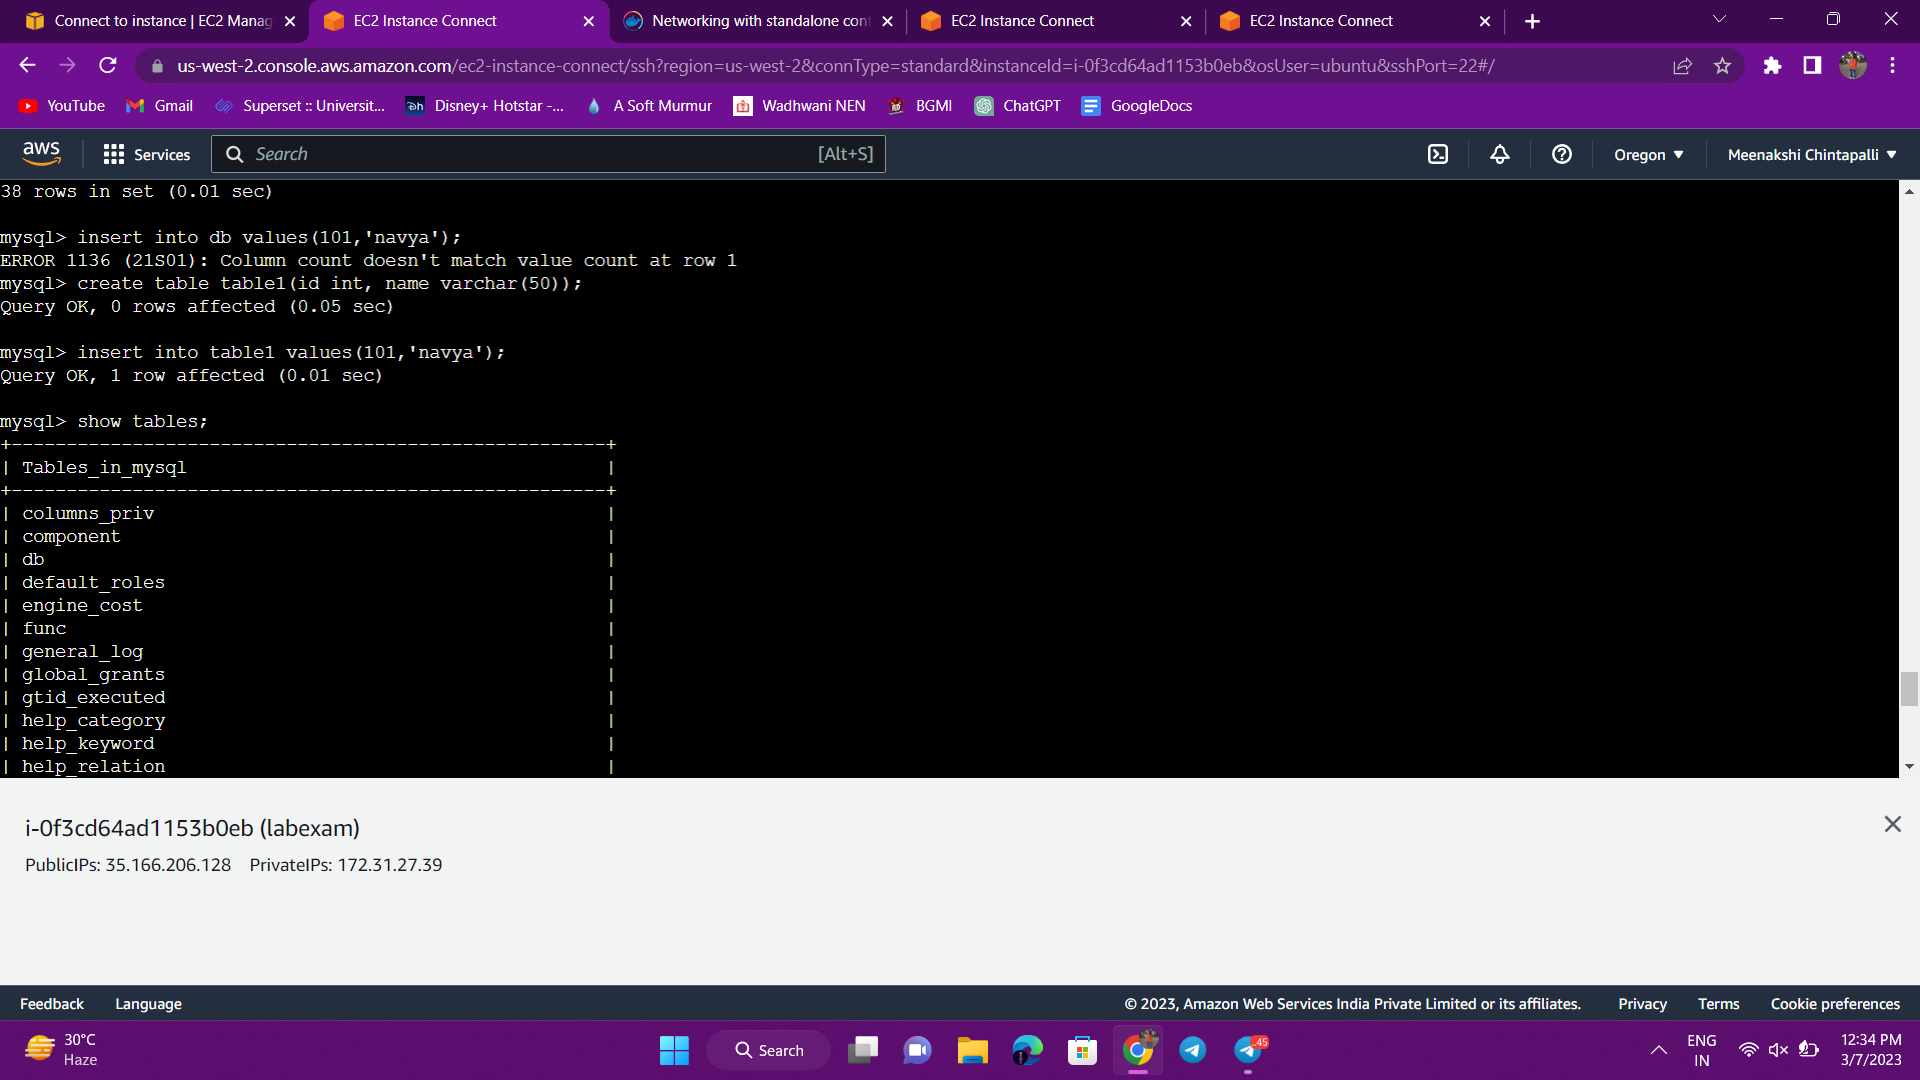 Connect to instance | EC2 Manag
EC2 Instance Connect
Networking with standalone con
EC2 Instance Connect
EC2 Instance Connect
us-west-2.console.aws.amazon.com/ec2-instance-connect/ssh?region=us-west-2&connType=standard&instanceId=i-0f3cd64ad1153b0eb&osUser=ubuntu&sshPort=22#/
YouTube
Gmail
Superset :: Universit...
Disney+ Hotstar -...
A Soft Murmur
Wadhwani NEN
BGMI
ChatGPT
GoogleDocs
aws
Services
Search
[Alt+S]
Oregon
Meenakshi Chintapalli
38 rows in set (0.01 sec)
mysql> insert into db values(101,'navya');
ERROR 1136 (21S01): Column count doesn't match value count at row 1
mysql> create table table1(id int, name varchar(50));
Query OK, 0 rows affected (0.05 sec)
mysql> insert into table1 values(101,'navya');
Query OK, 1 row affected (0.01 sec)
mysql> show tables;
+------------------------------------------------------+
| Tables_in_mysql                                      |
+------------------------------------------------------+
| columns_priv                                         |
| component                                            |
| db                                                   |
| default_roles                                        |
| engine_cost                                          |
| func                                                 |
| general_log                                          |
| global_grants                                        |
| gtid_executed                                        |
| help_category                                        |
| help_keyword                                         |
| help_relation                                        |
i-0f3cd64ad1153b0eb (labexam)
PublicIPs: 35.166.206.128 PrivateIPs: 172.31.27.39
Feedback
Language
© 2023, Amazon Web Services India Private Limited or its affiliates.
Privacy
Terms
Cookie preferences
30°C
Haze
Search
..45
ENG
IN
12:34 PM
3/7/2023